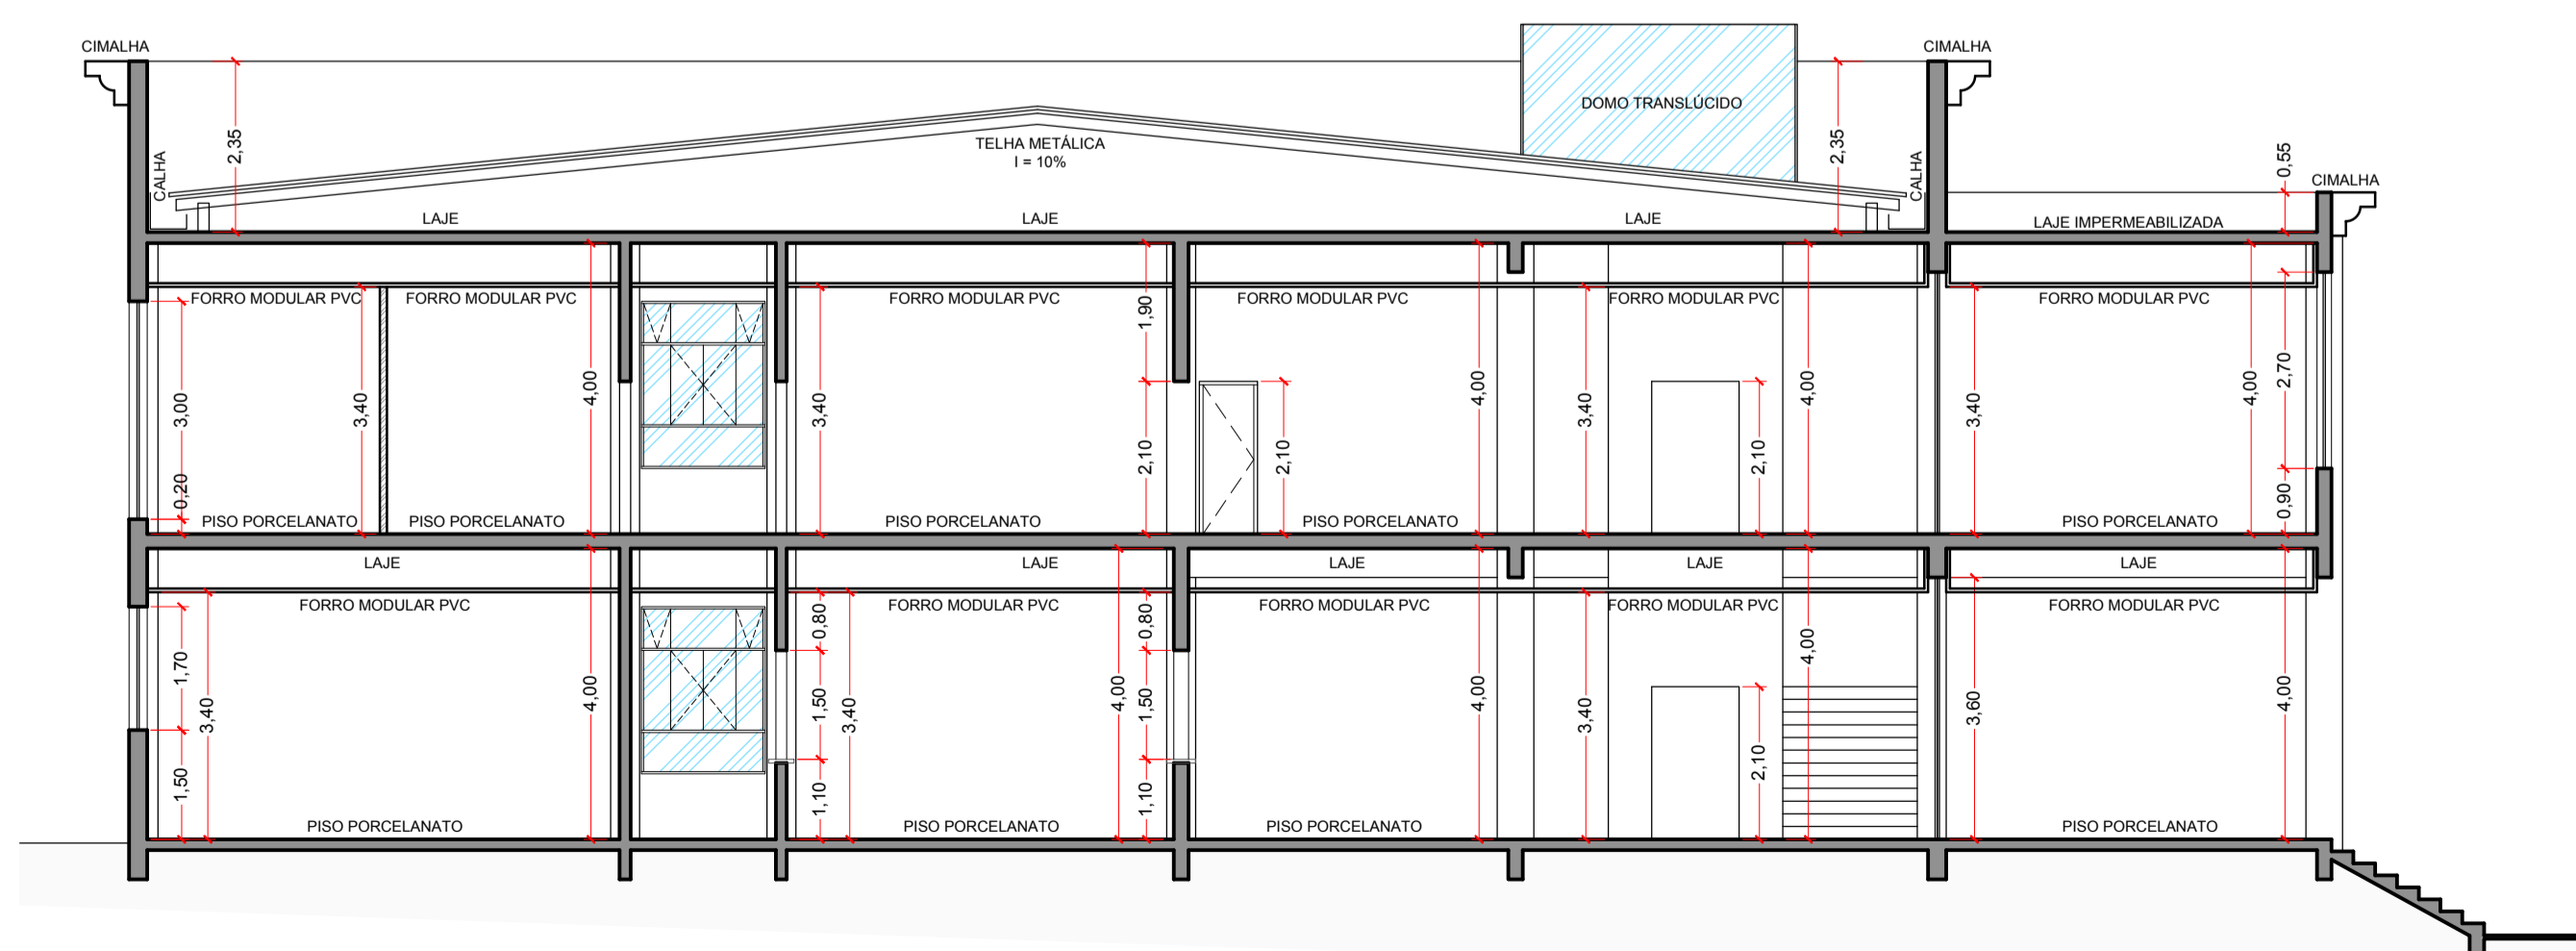 CIMALHA
CIMALHA
DOMO TRANSLÚCIDO
2,35
2,35
TELHA METÁLICA
I = 10%
CALHA
CALHA
0,55
CIMALHA
LAJE
LAJE
LAJE
LAJE IMPERMEABILIZADA
FORRO MODULAR PVC
FORRO MODULAR PVC
FORRO MODULAR PVC
FORRO MODULAR PVC
FORRO MODULAR PVC
FORRO MODULAR PVC
1,90
3,00
3,40
4,00
3,40
4,00
3,40
4,00
3,40
4,00
2,70
2,10
2,10
2,10
0,20
0,90
PISO PORCELANATO
PISO PORCELANATO
PISO PORCELANATO
PISO PORCELANATO
PISO PORCELANATO
LAJE
LAJE
LAJE
LAJE
LAJE
FORRO MODULAR PVC
FORRO MODULAR PVC
FORRO MODULAR PVC
FORRO MODULAR PVC
FORRO MODULAR PVC
0,80
0,80
1,70
4,00
3,40
4,00
1,50
3,40
4,00
1,50
4,00
3,40
3,60
4,00
2,10
1,50
1,10
1,10
PISO PORCELANATO
PISO PORCELANATO
PISO PORCELANATO
PISO PORCELANATO